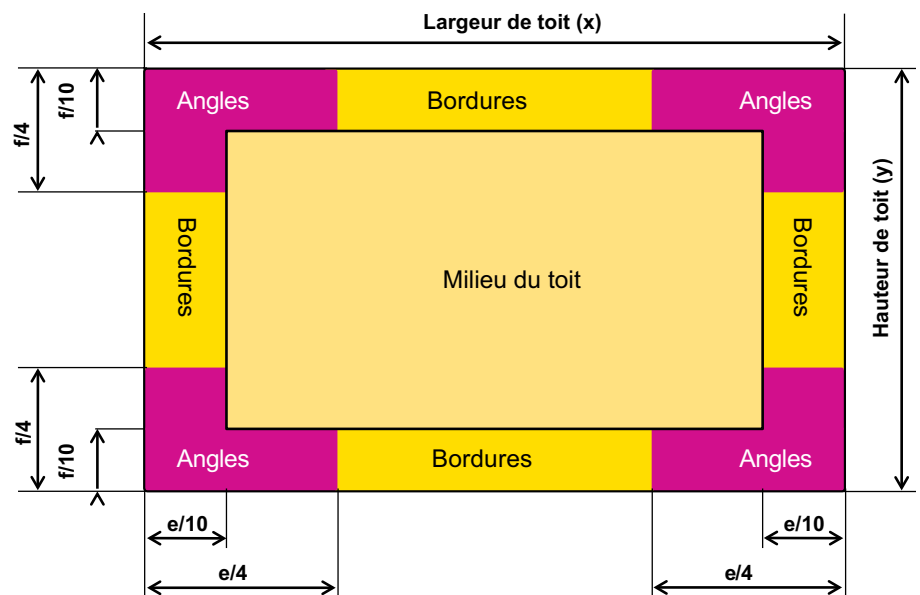 Largeur de toit (x)
f/10
f/4
Angles
Bordures
Angles
Bordures
Milieu du toit
Bordures
Hauteur de toit (y)
f/4
f/10
Angles
Bordures
Angles
e/10
e/10
e/4
e/4